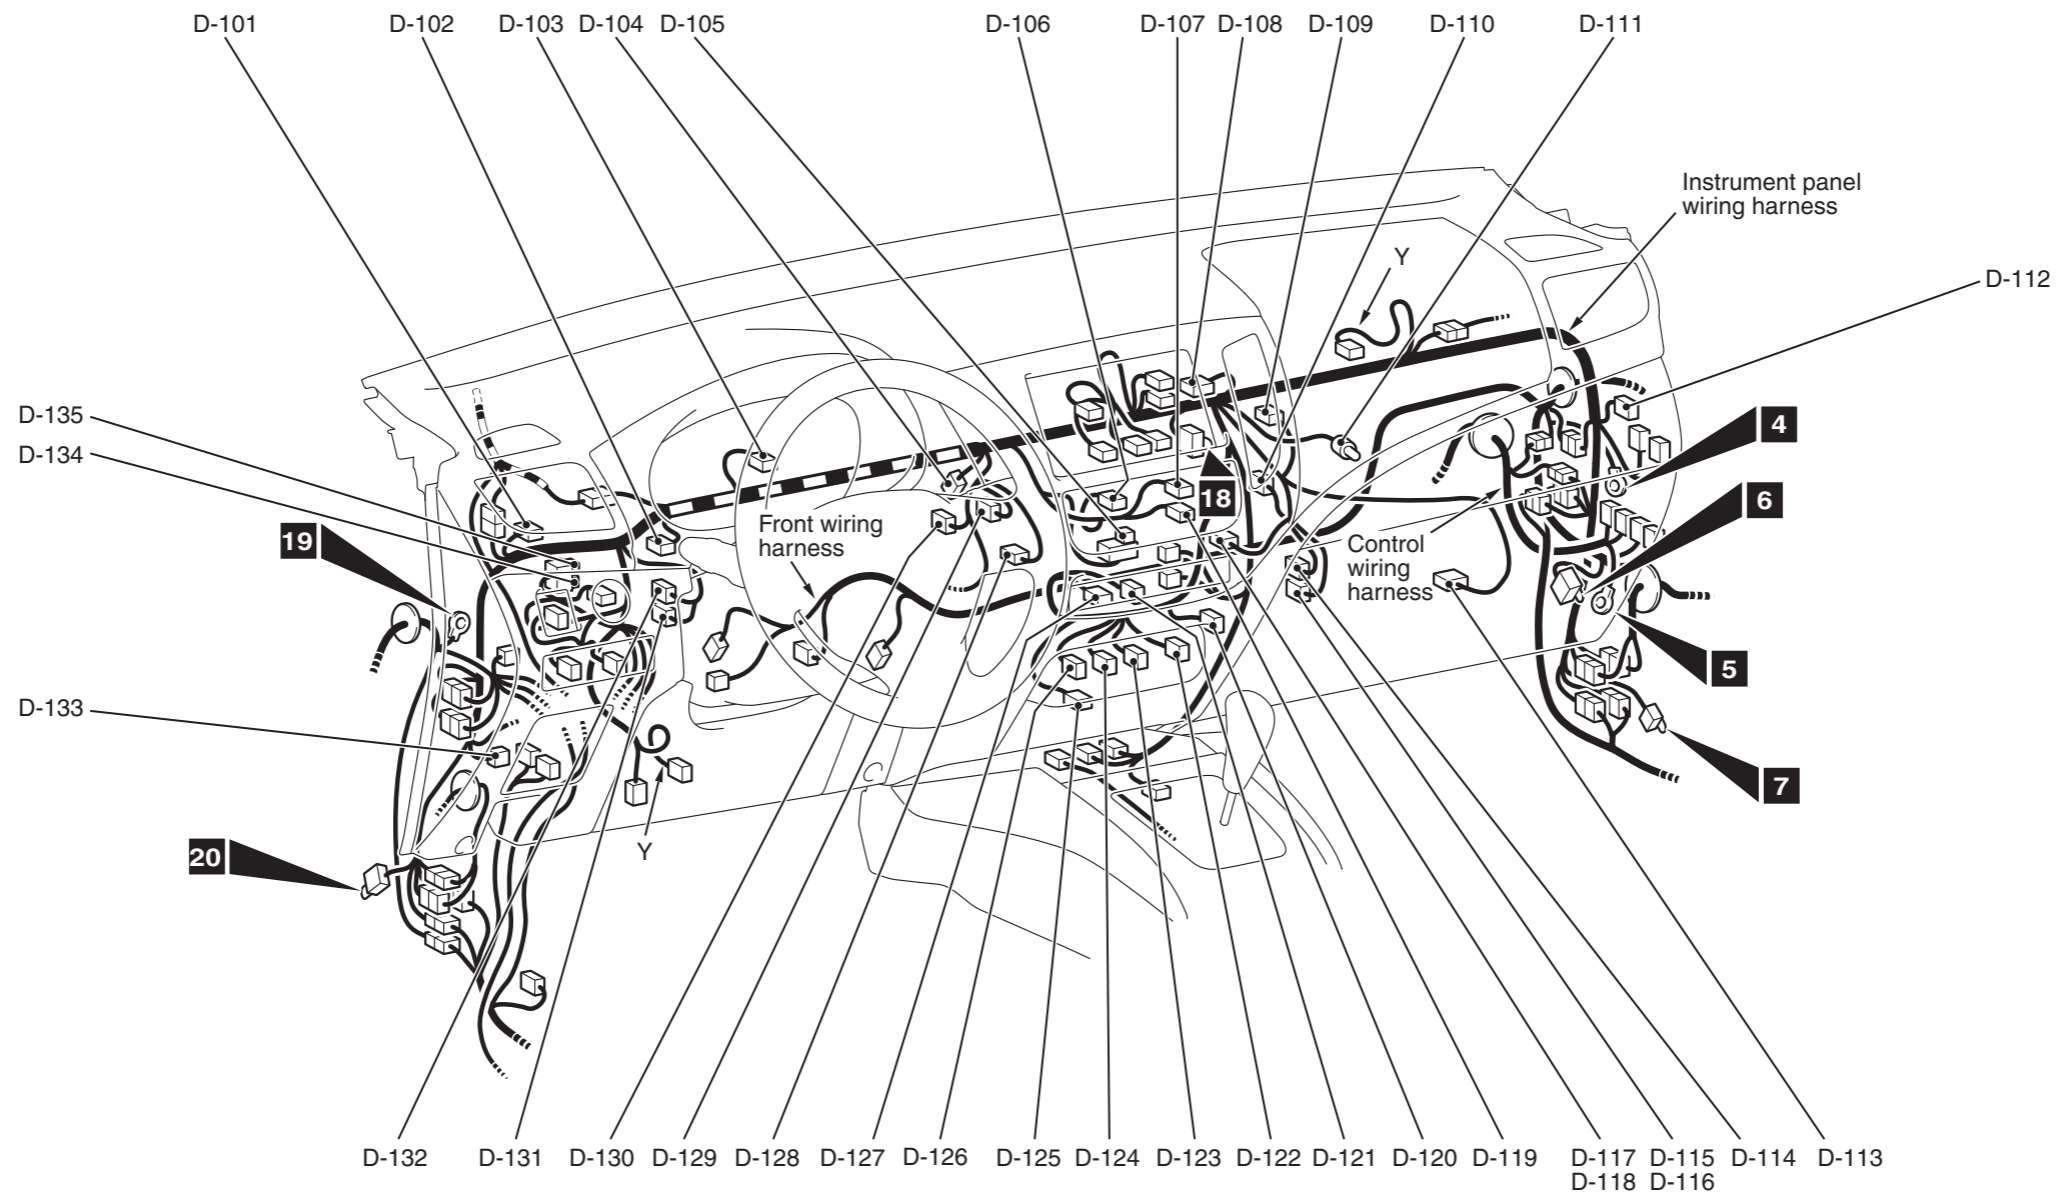 D-101 D-102 D-103 D-104 D-105 D-106 D-107 D-108 D-109 D-110 D-111
Instrument panel
wiring harness
Y
D-112
D-135
D-134
4
18
6
19
Front wiring
harness
Control
wiring
harness
5
D-133
7
Y
20
D-132 D-131 D-130 D-129 D-128 D-127 D-126 D-125 D-124 D-123 D-122 D-121 D-120 D-119 D-117 D-115 D-114 D-113
D-118 D-116